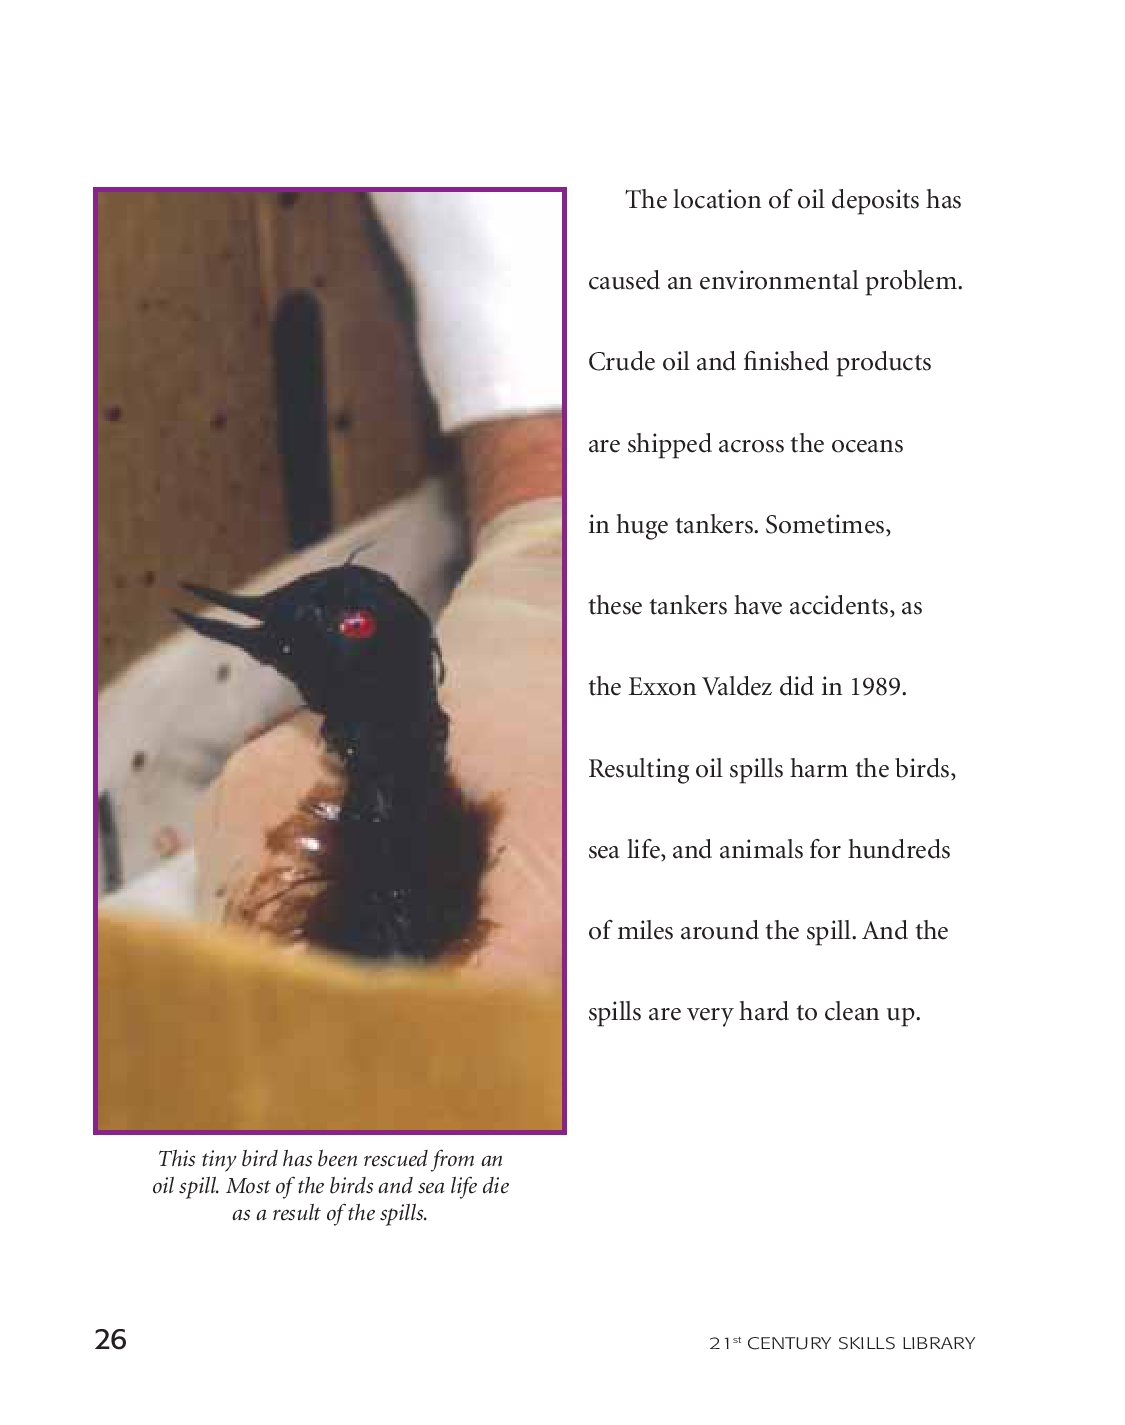 The location of oil deposits has
caused an environmental problem.
Crude oil and finished products
are shipped across the oceans
in huge tankers. Sometimes,
these tankers have accidents, as
the Exxon Valdez did in 1989.
Resulting oil spills harm the birds,
sea life, and animals for hundreds
of miles around the spill. And the
spills are very hard to clean up.
This tiny bird has been rescued from an
oil spill. Most of the birds and sea life die
as a result of the spills.
26
21st CENTURY SKILLS LIBRARY